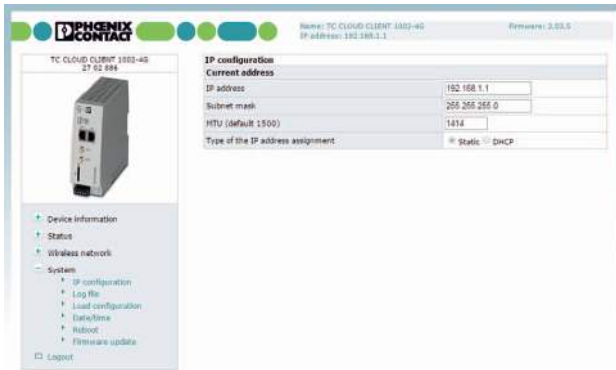 PHŒNIX
CONTACT
Name: TC CLOUD CLIENT 1002-4G
IP address: 192.168.1.1
Firmware: 2.03.5
TC CLOUD CLIENT 1002-4G
27 02 886
IP configuration
Current address
IP address 192.168.1.1
Subnet mask 255.255.255.0
MTU (default 1500) 1414
Type of the IP address assignment Static DHCP
Device information
Status
Wireless network
System
IP configuration
Log file
Load configuration
Date/time
Reboot
Firmware update
Logout